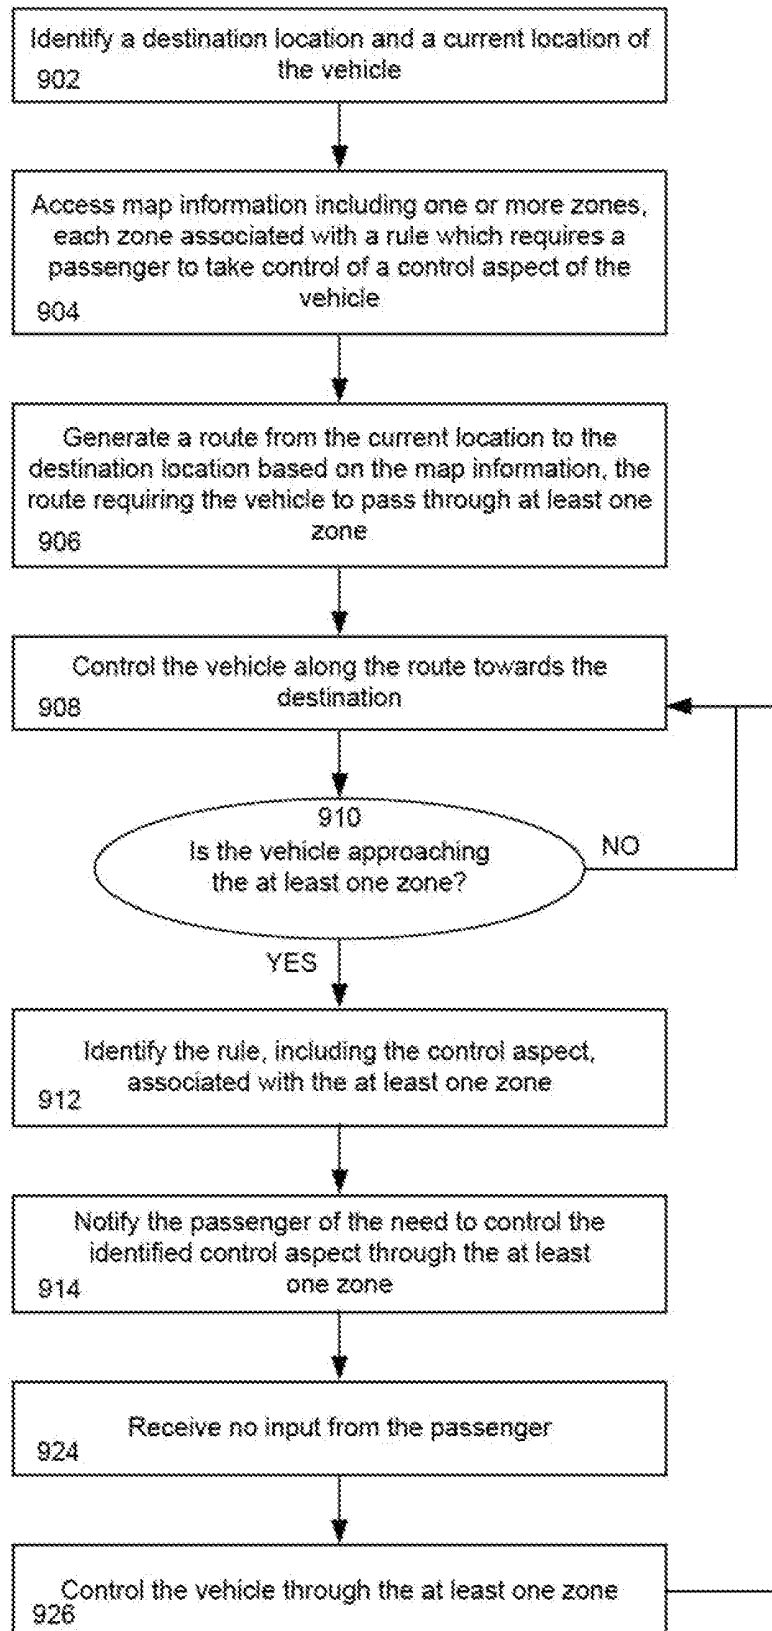 Identify a destination location and a current location of
the vehicle
902
Access map information including one or more zones,
each zone associated with a rule which requires a
passenger to take control of a control aspect of the
vehicle
904
Generate a route from the current location to the
destination location based on the map information, the
route requiring the vehicle to pass through at least one
zone
906
Control the vehicle along the route towards the
destination
908
910
Is the vehicle approaching
the at least one zone?
NO
YES
Identify the rule, including the control aspect,
associated with the at least one zone
912
Notify the passenger of the need to control the
identified control aspect through the at least
one zone
914
Receive no input from the passenger
924
Control the vehicle through the at least one zone
926